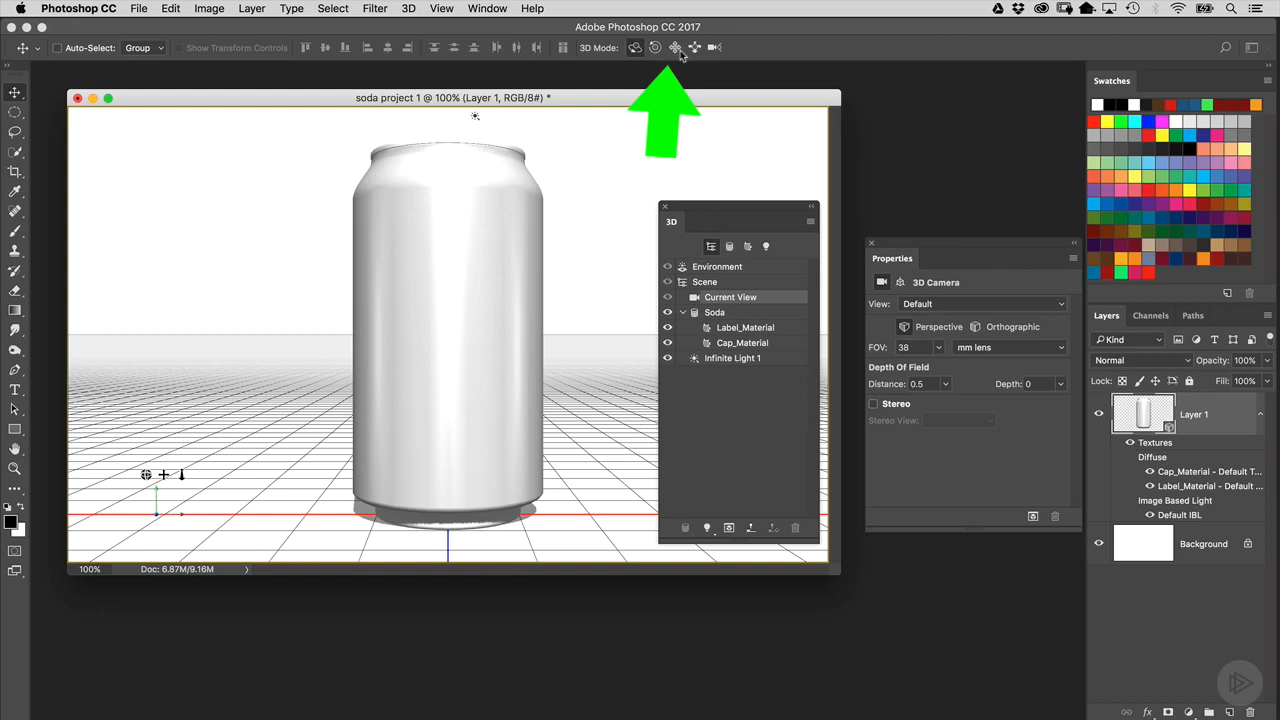 Photoshop CC File Edit Image Layer Type Select Filter 3D View Window Help
Adobe Photoshop CC 2017
Auto-Select: Group Show Transform Controls 3D Mode:
soda project 1 @ 100% (Layer 1, RGB/8#) *
100% Doc: 6.87M/9.16M
3D
Environment
Scene
Current View
Soda
Label_Material
Cap_Material
Infinite Light 1
Properties
3D Camera
View: Default
Perspective Orthographic
FOV: 38 mm lens
Depth Of Field
Distance: 0.5 Depth: 0
Stereo
Stereo View:
Swatches
Layers Channels Paths
Kind
Normal Opacity: 100%
Lock: Fill: 100%
Layer 1
Textures
Diffuse
Cap_Material - Default T...
Label_Material - Default...
Image Based Light
Default IBL
Background
fx